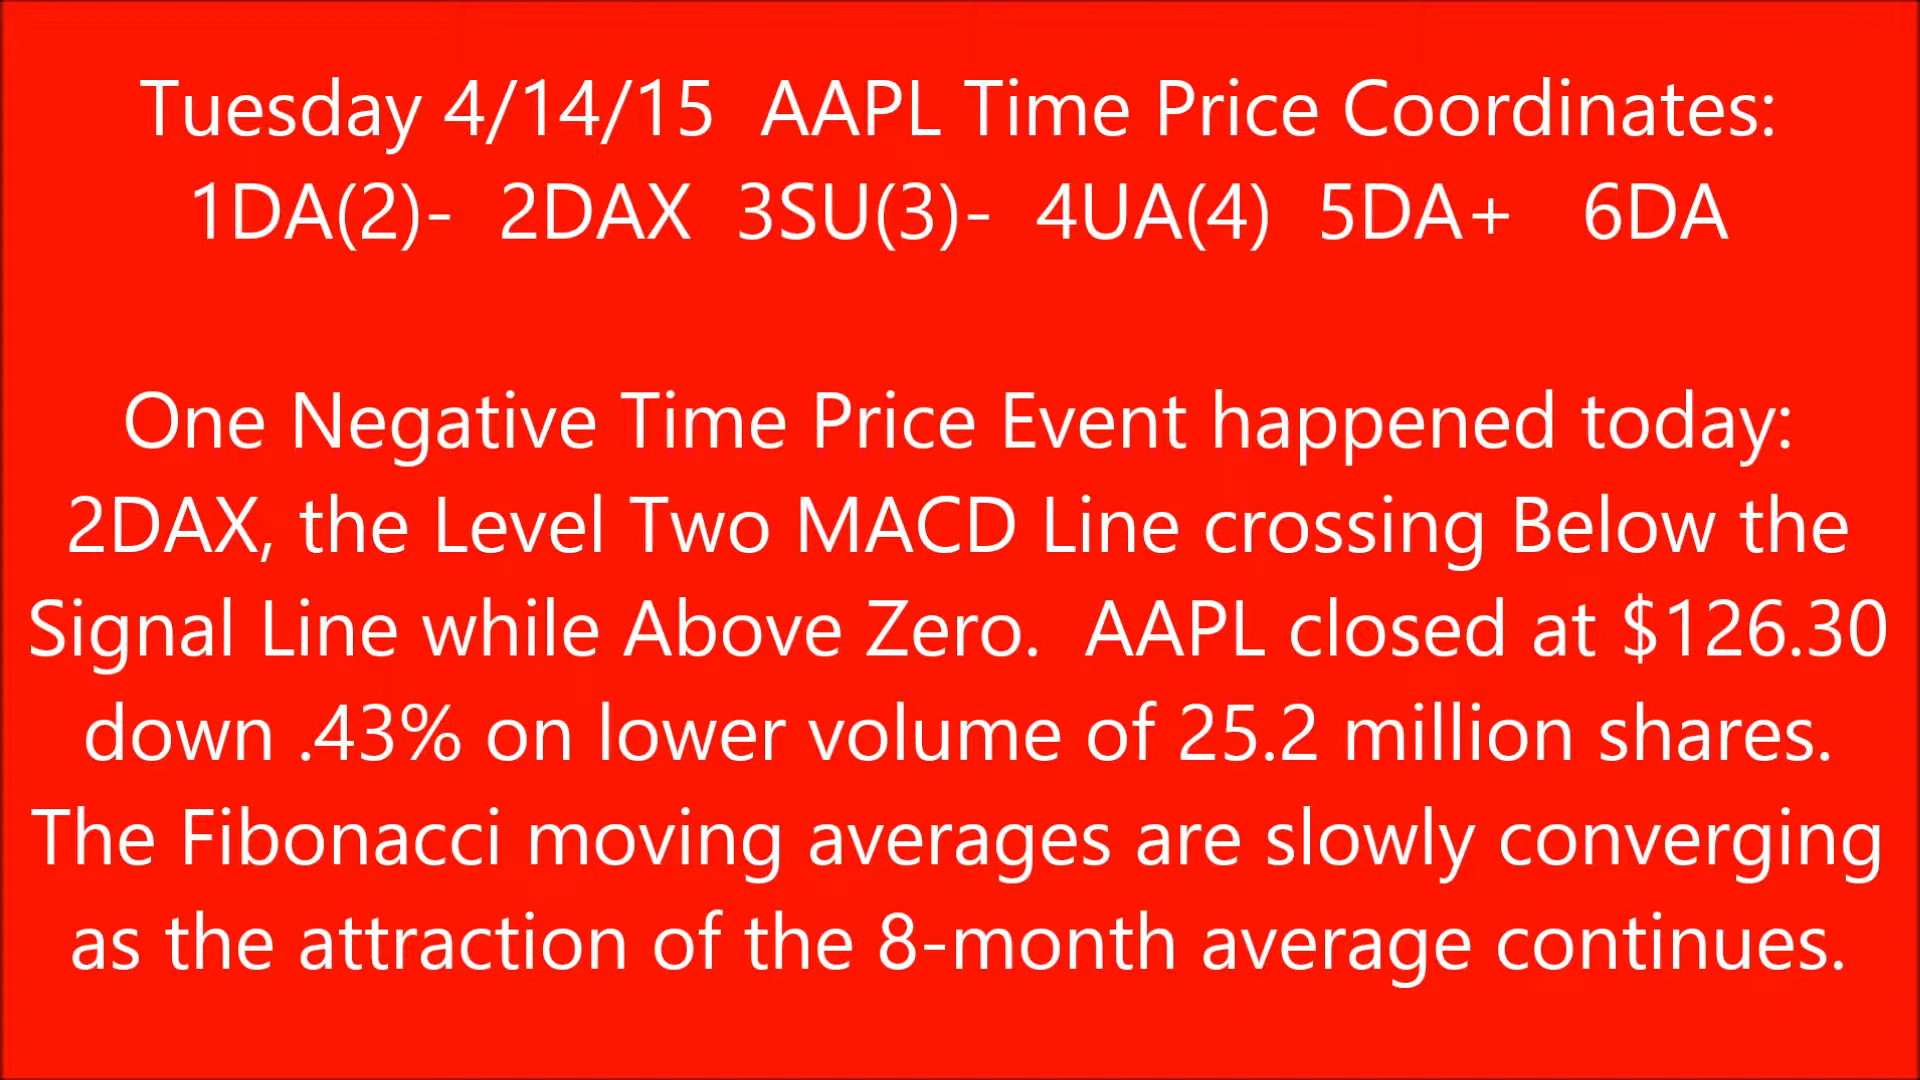 Tuesday 4/14/15  AAPL Time Price Coordinates:
1DA(2)-  2DAX  3SU(3)-  4UA(4)  5DA+   6DA
One Negative Time Price Event happened today:
2DAX, the Level Two MACD Line crossing Below the
Signal Line while Above Zero.  AAPL closed at $126.30
down .43% on lower volume of 25.2 million shares.
The Fibonacci moving averages are slowly converging
as the attraction of the 8-month average continues.